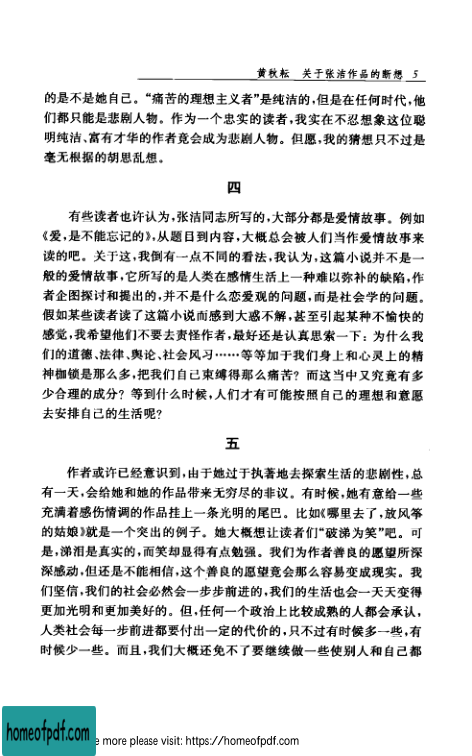 黄秋耘 关于张洁作品的断想 5
的是不是她自己。“痛苦的理想主义者”是纯洁的,但是在任何时代,他
们都只能是悲剧人物。作为一个忠实的读者,我实在不忍想象这位聪
明纯洁、富有才华的作者竟会成为悲剧人物。但愿,我的猜想只不过是
毫无根据的胡思乱想。
四
有些读者也许认为,张洁同志所写的,大部分都是爱情故事。例如
《爱,是不能忘记的》,从题目到内容,大概总会被人们当作爱情故事来
读的吧。关于这,我倒有一点不同的看法,我认为,这篇小说并不是一
般的爱情故事,它所写的是人类在感情生活上一种难以弥补的缺陷,作
者企图探讨和提出的,并不是什么恋爱观的问题,而是社会学的问题。
假如某些读者读了这篇小说而感到大惑不解,甚至引起某种不愉快的
感觉,我希望他们不要去责怪作者,最好还是认真思索一下:为什么我
们的道德、法律、舆论、社会风习……等等加于我们身上和心灵上的精
神枷锁是那么多,把我们自己束缚得那么痛苦?而这当中又究竟有多
少合理的成分?等到什么时候,人们才有可能按照自己的理想和意愿
去安排自己的生活呢?
五
作者或许已经意识到,由于她过于执著地去探索生活的悲剧性,总
有一天,会给她和她的作品带来无穷尽的非议。有时候,她有意给一些
充满着感伤情调的作品挂上一条光明的尾巴。比如《哪里去了,放风筝
的姑娘》就是一个突出的例子。她大概想让读者们“破涕为笑”吧。可
是,涕泪是真实的,而笑却显得有点勉强。我们为作者善良的愿望所深
深感动,但还是不能相信,这个善良的愿望竟会那么容易变成现实。我
们坚信,我们的社会必然会一步步前进的,我们的生活也会一天天变得
更加光明和更加美好的。但,任何一个政治上比较成熟的人都会承认,
人类社会每一步前进都要付出一定的代价的,只不过有时候多一些,有
时候少一些。而且,我们大概还免不了要继续做一些使别人和自己都
homeofpdf.com
e more please visit: https://homeofpdf.com